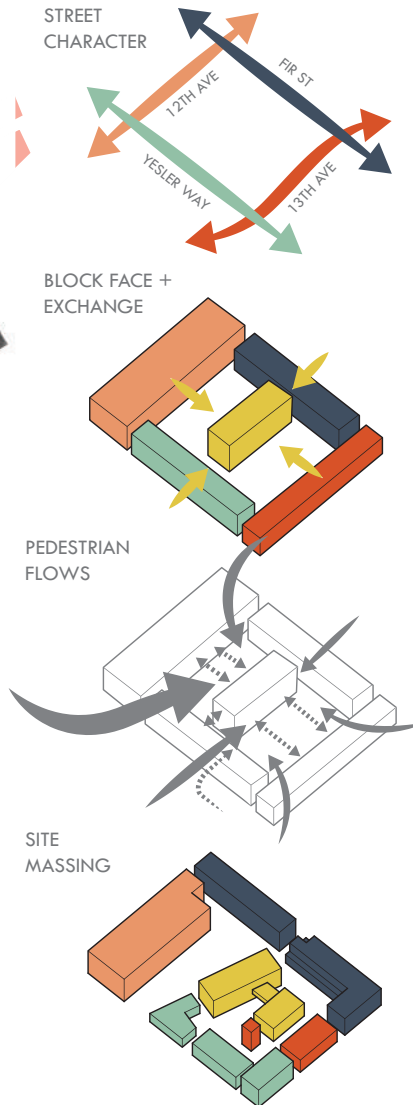 STREET
CHARACTER
12TH AVE
FIR ST
YESLER WAY
13TH AVE
BLOCK FACE +
EXCHANGE
PEDESTRIAN
FLOWS
SITE
MASSING